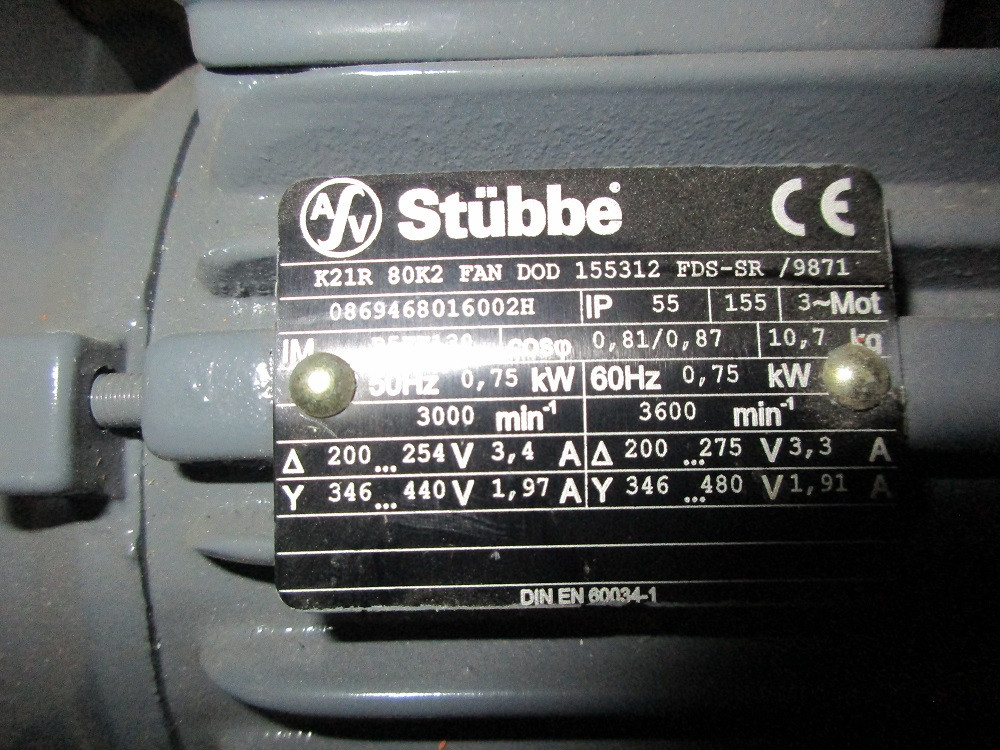 ASV Stübbe CE
K21R 80K2 FAN DOD 155312 FDS-SR /9871
0869468016002H IP 55 155 3~Mot
IM cosφ 0,81/0,87 10,7 kg
50Hz 0,75 kW 60Hz 0,75 kW
3000 min-1 3600 min-1
Δ 200 ... 254 V 3,4 A Δ 200 ... 275 V 3,3 A
Y 346 ... 440 V 1,97 A Y 346 ... 480 V 1,91 A
DIN EN 60034-1